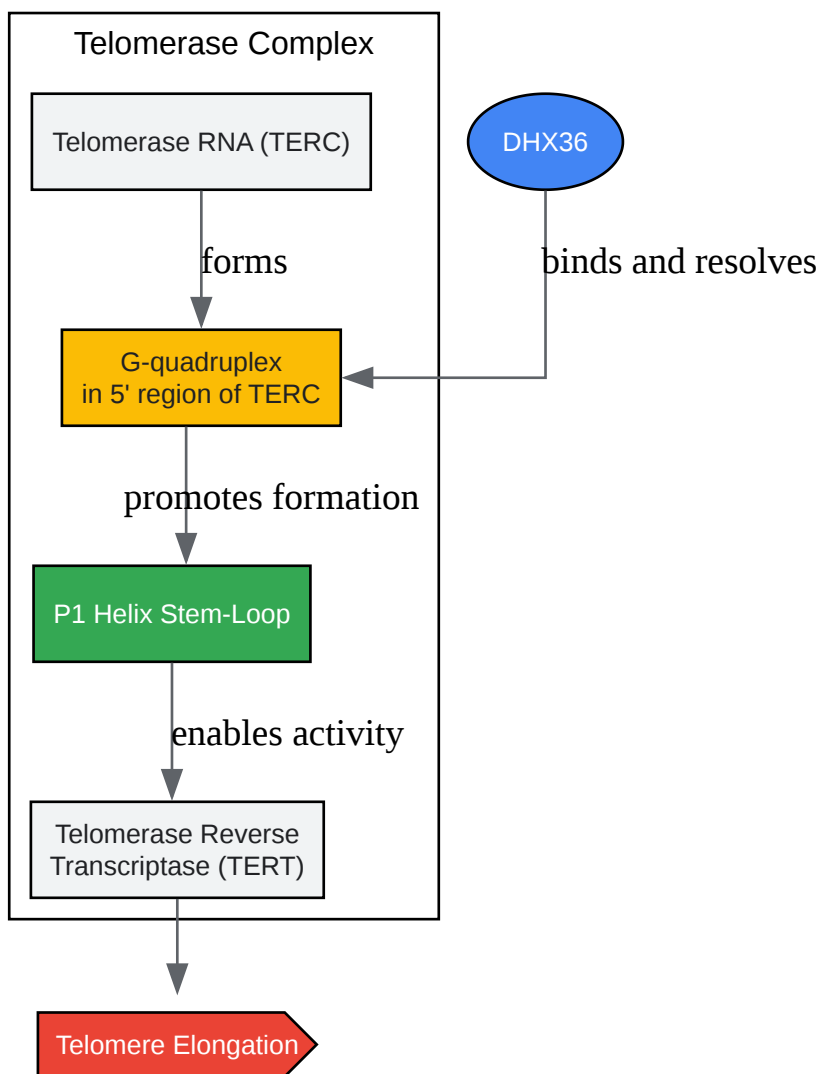 Telomerase Complex
Telomerase RNA (TERC)
DHX36
forms
binds and resolves
G-quadruplex
in 5' region of TERC
promotes formation
P1 Helix Stem-Loop
enables activity
Telomerase Reverse
Transcriptase (TERT)
Telomere Elongation